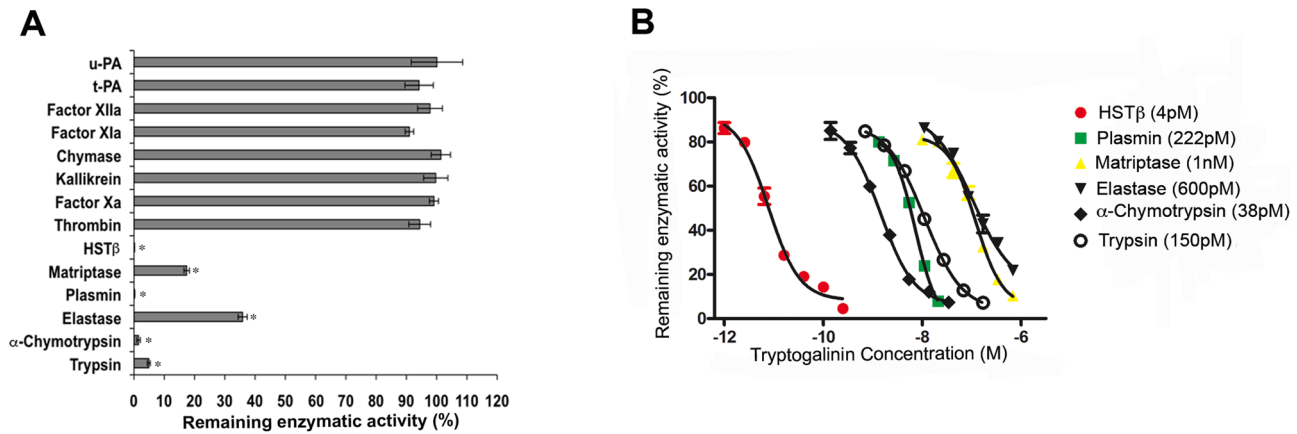 A
u-PA
t-PA
Factor XIIa
Factor XIa
Chymase
Kallikrein
Factor Xa
Thrombin
HSTβ
*
Matriptase
*
Plasmin
*
Elastase
*
α-Chymotrypsin
*
Trypsin
*
0 10 20 30 40 50 60 70 80 90 100 110 120
Remaining enzymatic activity (%)
B
Remaining enzymatic activity (%)
100
80
60
40
20
0
-12 -10 -8 -6
Tryptogalinin Concentration (M)
HSTβ (4pM)
Plasmin (222pM)
Matriptase (1nM)
Elastase (600pM)
α-Chymotrypsin (38pM)
Trypsin (150pM)